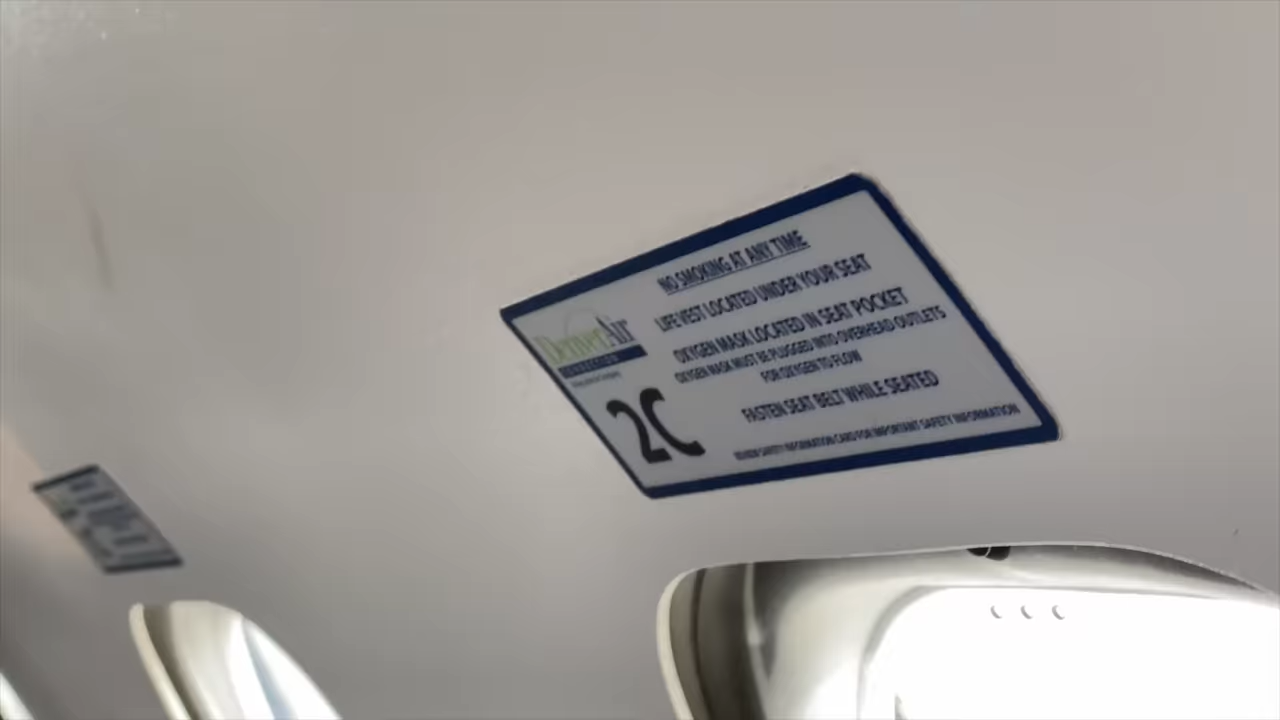 NO SMOKING AT ANY TIME
LIFE VEST LOCATED UNDER YOUR SEAT
OXYGEN MASK LOCATED IN SEAT POCKET
OXYGEN MASK MUST BE PLUGGED INTO OVERHEAD OUTLETS
FOR OXYGEN TO FLOW
FASTEN SEAT BELT WHILE SEATED
REVIEW SAFETY INFORMATION CARD FOR IMPORTANT SAFETY INFORMATION
DenverAir
2C